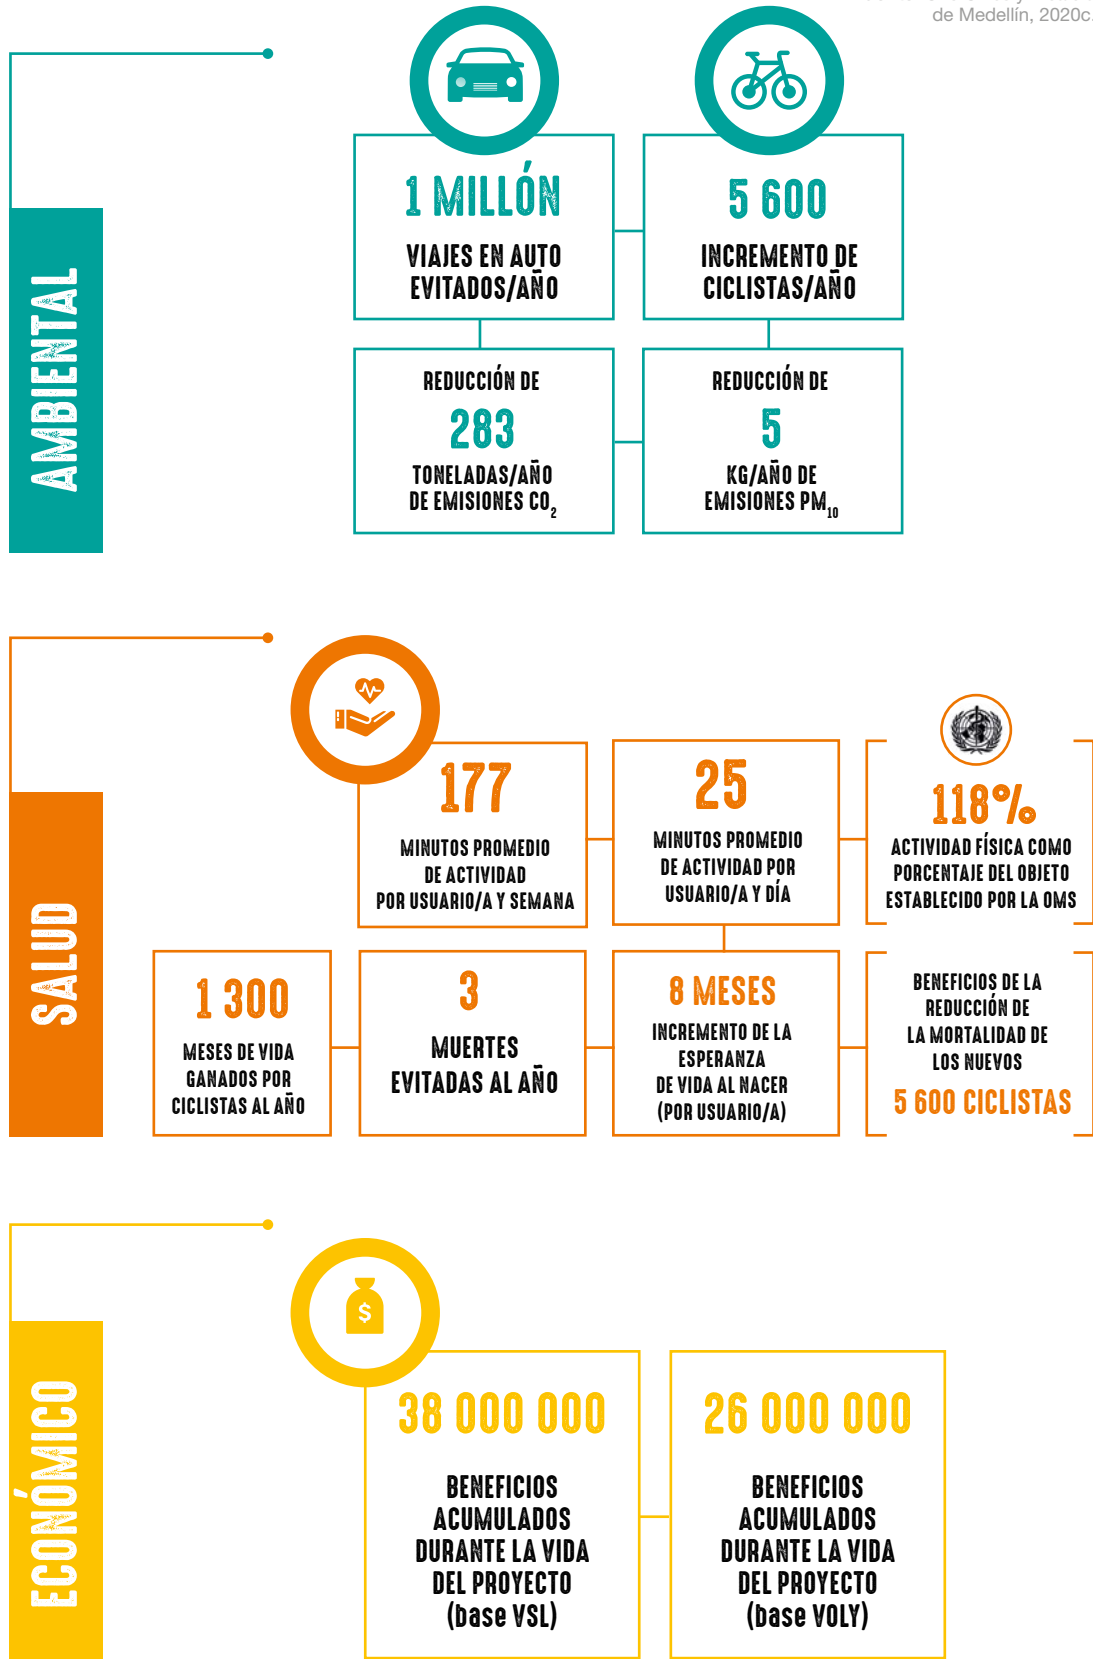 de Medellín, 2020c.
AMBIENTAL
1 MILLÓN
VIAJES EN AUTO
EVITADOS/AÑO
5 600
INCREMENTO DE
CICLISTAS/AÑO
REDUCCIÓN DE
283
TONELADAS/AÑO
DE EMISIONES CO₂
REDUCCIÓN DE
5
KG/AÑO DE
EMISIONES PM₁₀
SALUD
177
MINUTOS PROMEDIO
DE ACTIVIDAD
POR USUARIO/A Y SEMANA
25
MINUTOS PROMEDIO
DE ACTIVIDAD POR
USUARIO/A Y DÍA
118%
ACTIVIDAD FÍSICA COMO
PORCENTAJE DEL OBJETO
ESTABLECIDO POR LA OMS
1 300
MESES DE VIDA
GANADOS POR
CICLISTAS AL AÑO
3
MUERTES
EVITADAS AL AÑO
8 MESES
INCREMENTO DE LA
ESPERANZA
DE VIDA AL NACER
(POR USUARIO/A)
BENEFICIOS DE LA
REDUCCIÓN DE
LA MORTALIDAD DE
LOS NUEVOS
5 600 CICLISTAS
ECONÓMICO
$
38 000 000
BENEFICIOS
ACUMULADOS
DURANTE LA VIDA
DEL PROYECTO
(base VSL)
26 000 000
BENEFICIOS
ACUMULADOS
DURANTE LA VIDA
DEL PROYECTO
(base VOLY)